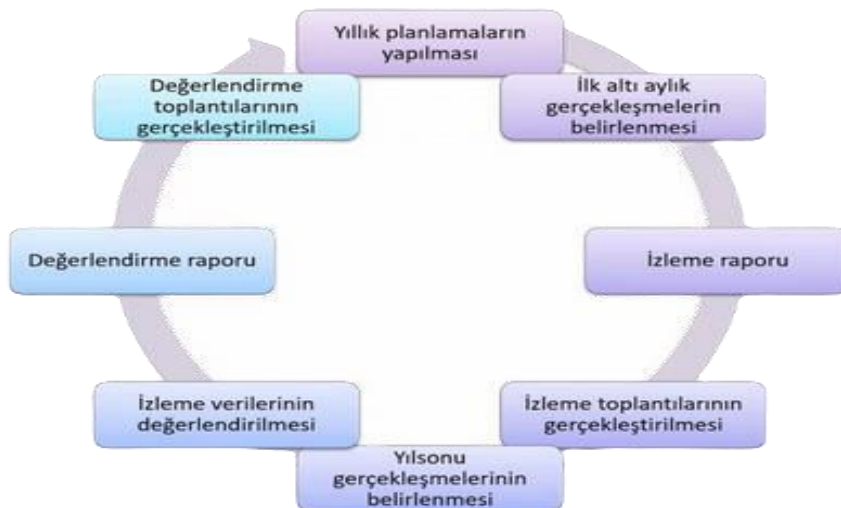 Yıllık planlamaların
yapılması
İlk altı aylık
gerçekleşmelerin
belirlenmesi
İzleme raporu
İzleme toplantılarının
gerçekleştirilmesi
Yılsonu
gerçekleşmelerinin
belirlenmesi
İzleme verilerinin
değerlendirilmesi
Değerlendirme raporu
Değerlendirme
toplantılarının
gerçekleştirilmesi